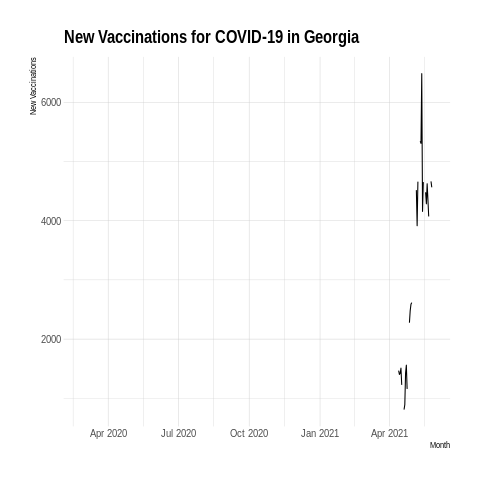 New Vaccinations for COVID-19 in Georgia
New Vaccinations
6000
4000
2000
Apr 2020 Jul 2020 Oct 2020 Jan 2021 Apr 2021
Month